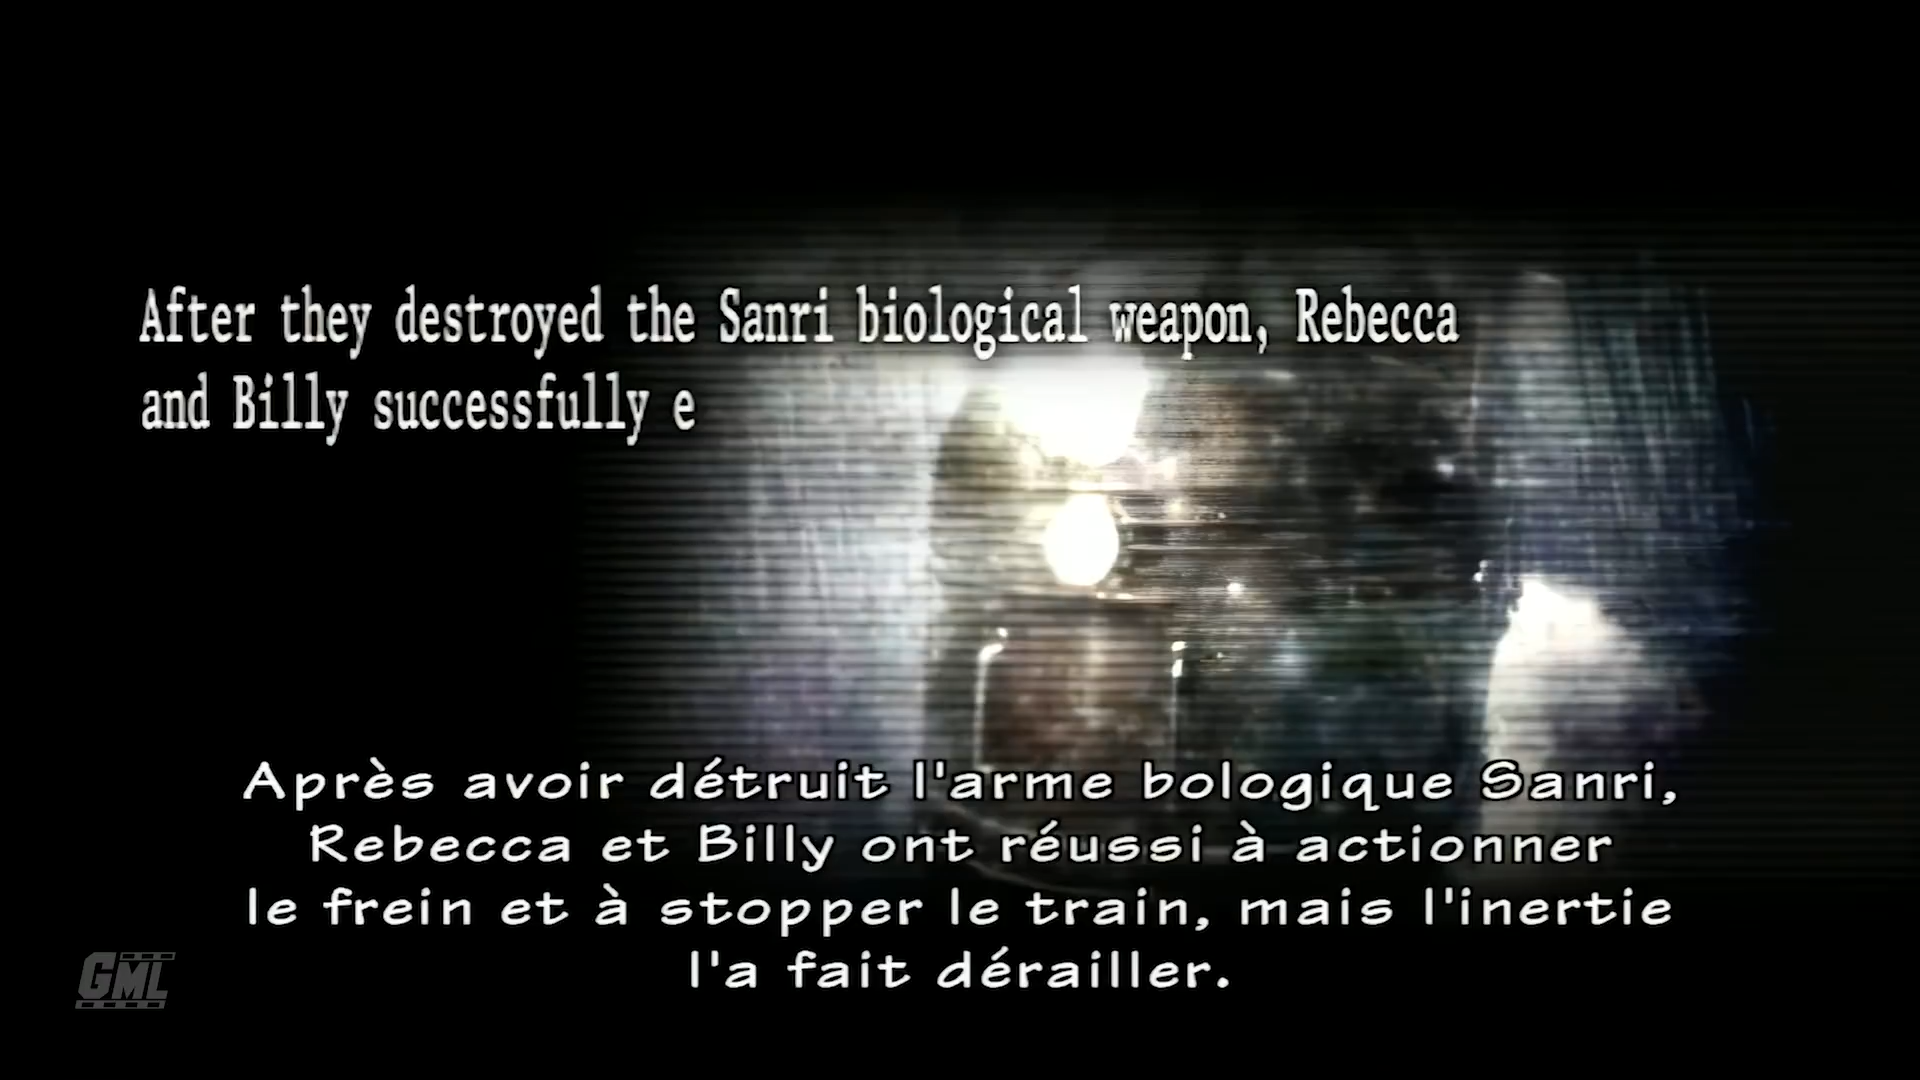 After they destroyed the Sanri biological weapon, Rebecca
and Billy successfully e
Après avoir détruit l'arme bologique Sanri,
Rebecca et Billy ont réussi à actionner
le frein et à stopper le train, mais l'inertie
l'a fait dérailler.
GML